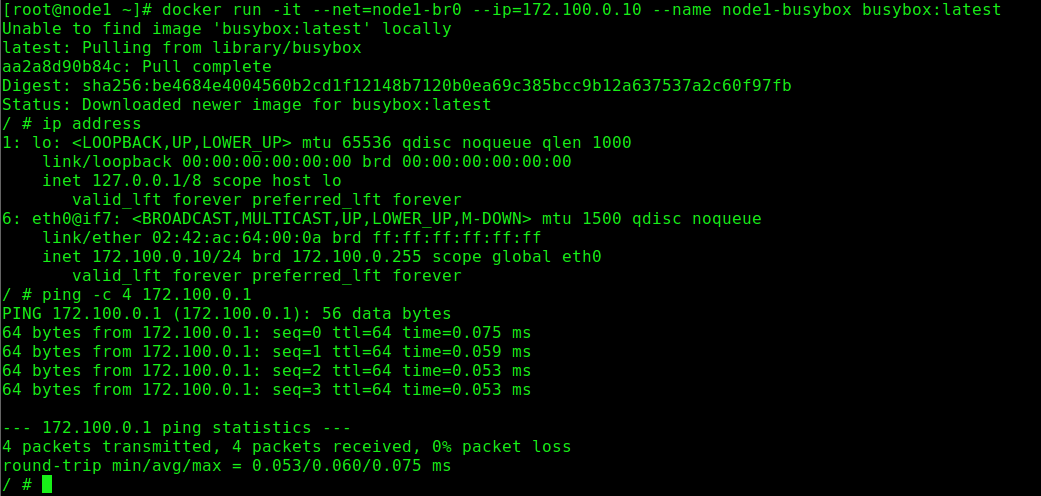 [root@node1 ~]# docker run -it --net=node1-br0 --ip=172.100.0.10 --name node1-busybox busybox:latest
Unable to find image 'busybox:latest' locally
latest: Pulling from library/busybox
aa2a8d90b84c: Pull complete
Digest: sha256:be4684e4004560b2cd1f12148b7120b0ea69c385bcc9b12a637537a2c60f97fb
Status: Downloaded newer image for busybox:latest
/ # ip address
1: lo: <LOOPBACK,UP,LOWER_UP> mtu 65536 qdisc noqueue qlen 1000
    link/loopback 00:00:00:00:00:00 brd 00:00:00:00:00:00
    inet 127.0.0.1/8 scope host lo
       valid_lft forever preferred_lft forever
6: eth0@if7: <BROADCAST,MULTICAST,UP,LOWER_UP,M-DOWN> mtu 1500 qdisc noqueue
    link/ether 02:42:ac:64:00:0a brd ff:ff:ff:ff:ff:ff
    inet 172.100.0.10/24 brd 172.100.0.255 scope global eth0
       valid_lft forever preferred_lft forever
/ # ping -c 4 172.100.0.1
PING 172.100.0.1 (172.100.0.1): 56 data bytes
64 bytes from 172.100.0.1: seq=0 ttl=64 time=0.075 ms
64 bytes from 172.100.0.1: seq=1 ttl=64 time=0.059 ms
64 bytes from 172.100.0.1: seq=2 ttl=64 time=0.053 ms
64 bytes from 172.100.0.1: seq=3 ttl=64 time=0.053 ms

--- 172.100.0.1 ping statistics ---
4 packets transmitted, 4 packets received, 0% packet loss
round-trip min/avg/max = 0.053/0.060/0.075 ms
/ #